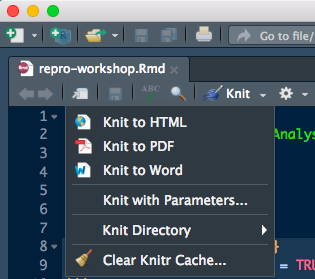 Go to file/
repro-workshop.Rmd
ABC
Knit
1
2
Analys
3
4
5
6
7
8
}
9
= TRU
Knit to HTML
Knit to PDF
Knit to Word
Knit with Parameters...
Knit Directory
Clear Knitr Cache...